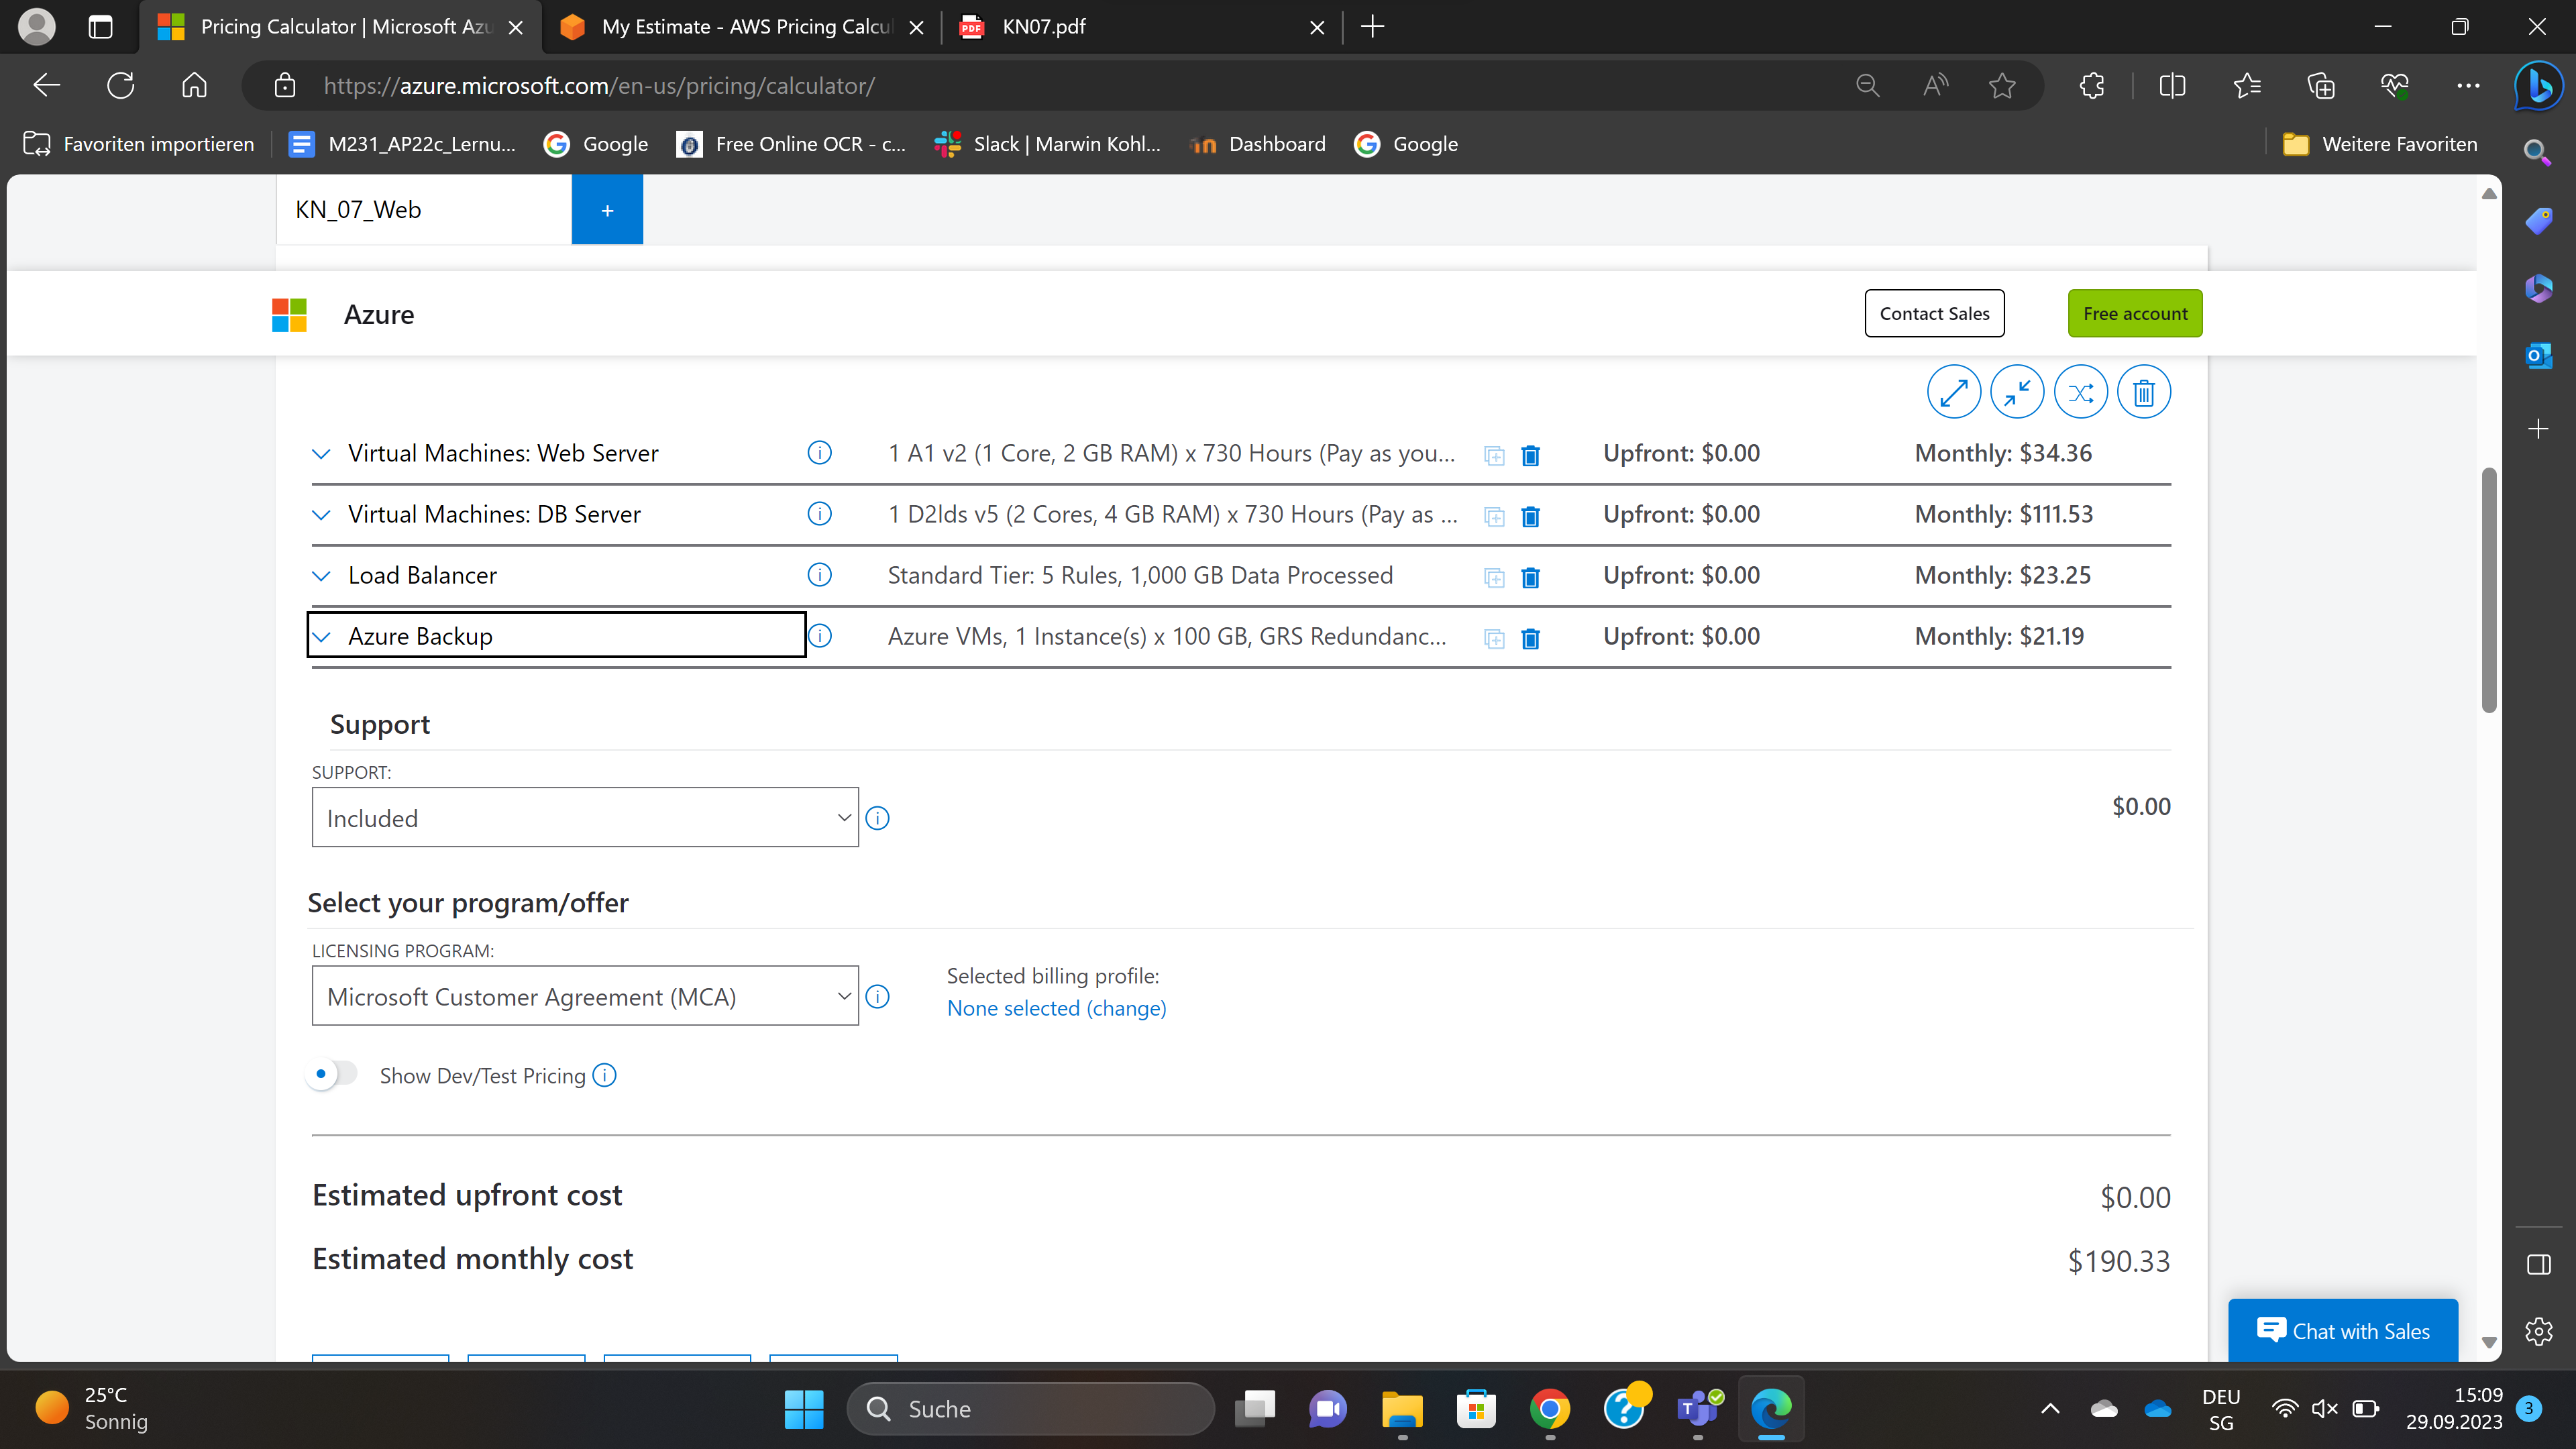 Pricing Calculator | Microsoft Azu
My Estimate - AWS Pricing Calcul
KN07.pdf
https://azure.microsoft.com/en-us/pricing/calculator/
Favoriten importieren
M231_AP22c_Lernu...
Google
Free Online OCR - c...
Slack | Marwin Kohl...
Dashboard
Google
Weitere Favoriten
KN_07_Web
+
Azure
Contact Sales
Free account
Virtual Machines: Web Server 1 A1 v2 (1 Core, 2 GB RAM) x 730 Hours (Pay as you... Upfront: $0.00 Monthly: $34.36
Virtual Machines: DB Server 1 D2lds v5 (2 Cores, 4 GB RAM) x 730 Hours (Pay as ... Upfront: $0.00 Monthly: $111.53
Load Balancer Standard Tier: 5 Rules, 1,000 GB Data Processed Upfront: $0.00 Monthly: $23.25
Azure Backup Azure VMs, 1 Instance(s) x 100 GB, GRS Redundanc... Upfront: $0.00 Monthly: $21.19
Support
SUPPORT:
Included
$0.00
Select your program/offer
LICENSING PROGRAM:
Microsoft Customer Agreement (MCA)
Selected billing profile:
None selected (change)
Show Dev/Test Pricing
Estimated upfront cost $0.00
Estimated monthly cost $190.33
Chat with Sales
25°C
Sonnig
Suche
DEU
SG
15:09
29.09.2023
3